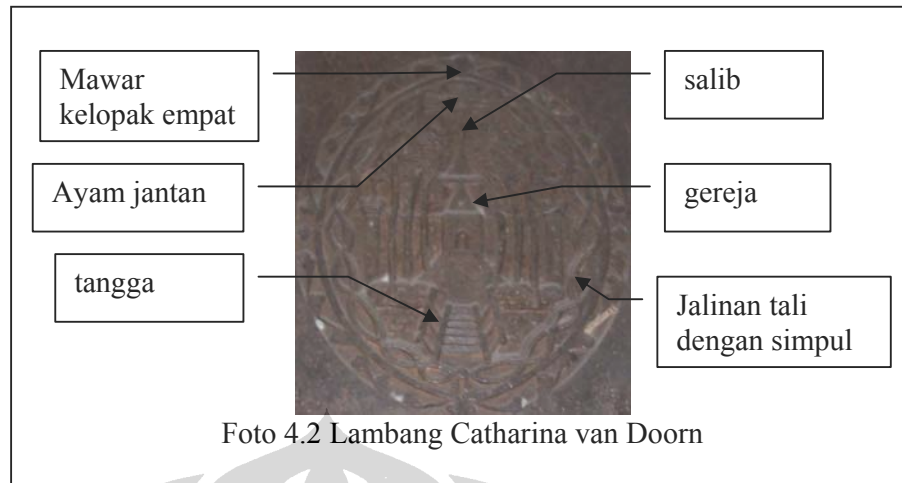 Mawar
kelopak empat
Ayam jantan
tangga
salib
gereja
Jalinan tali
dengan simpul
Foto 4.2 Lambang Catharina van Doorn